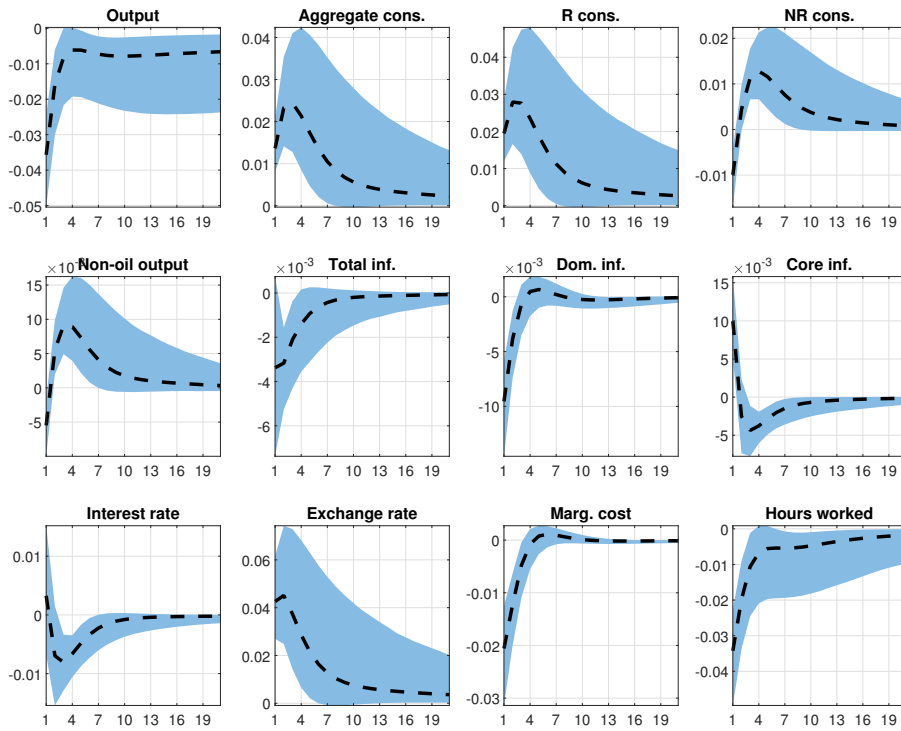 Output
0
-0.01
-0.02
-0.03
-0.04
-0.05
1 4 7 10 13 16 19
Aggregate cons.
0.04
0.03
0.02
0.01
0
1 4 7 10 13 16 19
R cons.
0.04
0.03
0.02
0.01
0
1 4 7 10 13 16 19
NR cons.
0.02
0.01
0
-0.01
1 4 7 10 13 16 19
Non-oil output
15
10
5
0
-5
1 4 7 10 13 16 19
Total inf.
×10⁻³
0
-2
-4
-6
1 4 7 10 13 16 19
Dom. inf.
×10⁻³
0
-5
-10
1 4 7 10 13 16 19
Core inf.
×10⁻³
15
10
5
0
-5
1 4 7 10 13 16 19
Interest rate
0.01
0
-0.01
1 4 7 10 13 16 19
Exchange rate
0.06
0.04
0.02
0
1 4 7 10 13 16 19
Marg. cost
0
-0.01
-0.02
-0.03
1 4 7 10 13 16 19
Hours worked
0
-0.01
-0.02
-0.03
-0.04
1 4 7 10 13 16 19